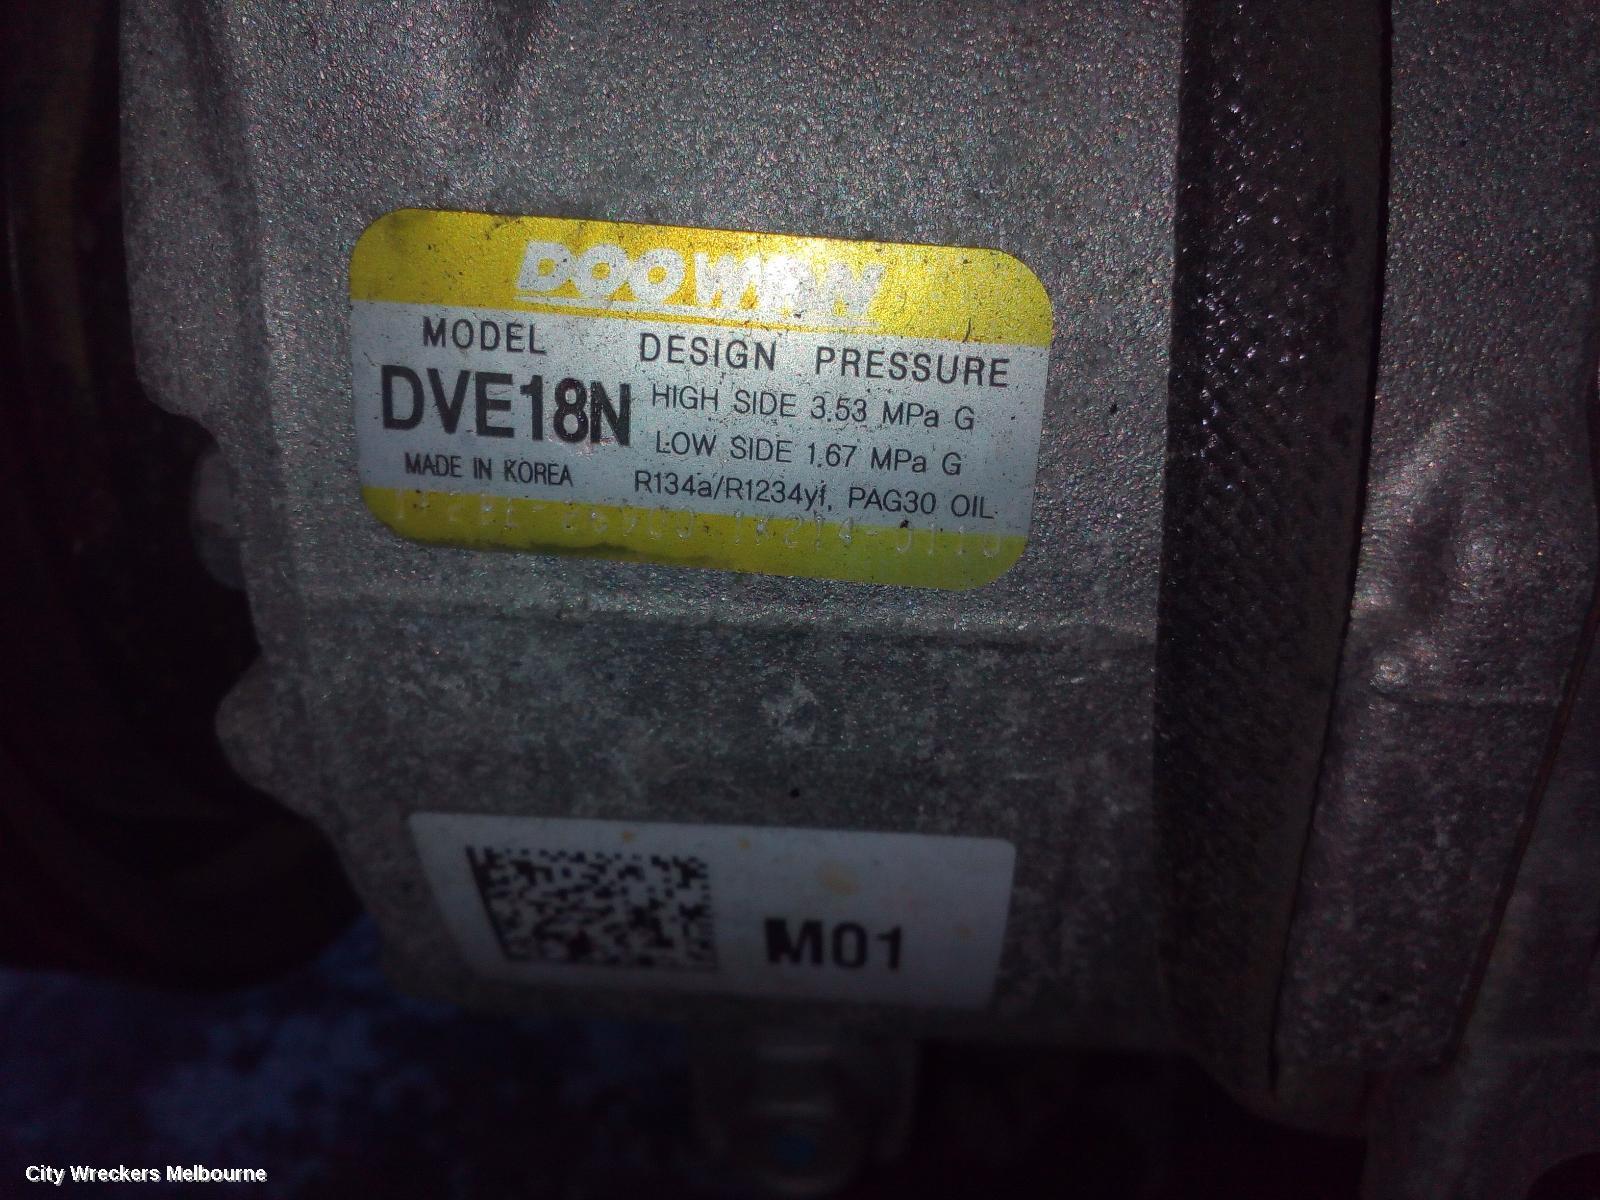 DOOWON
MODEL
DVE18N
MADE IN KOREA
DESIGN PRESSURE
HIGH SIDE 3.53 MPa G
LOW SIDE 1.67 MPa G
R134a/R1234yf, PAG30 OIL
M01
City Wreckers Melbourne